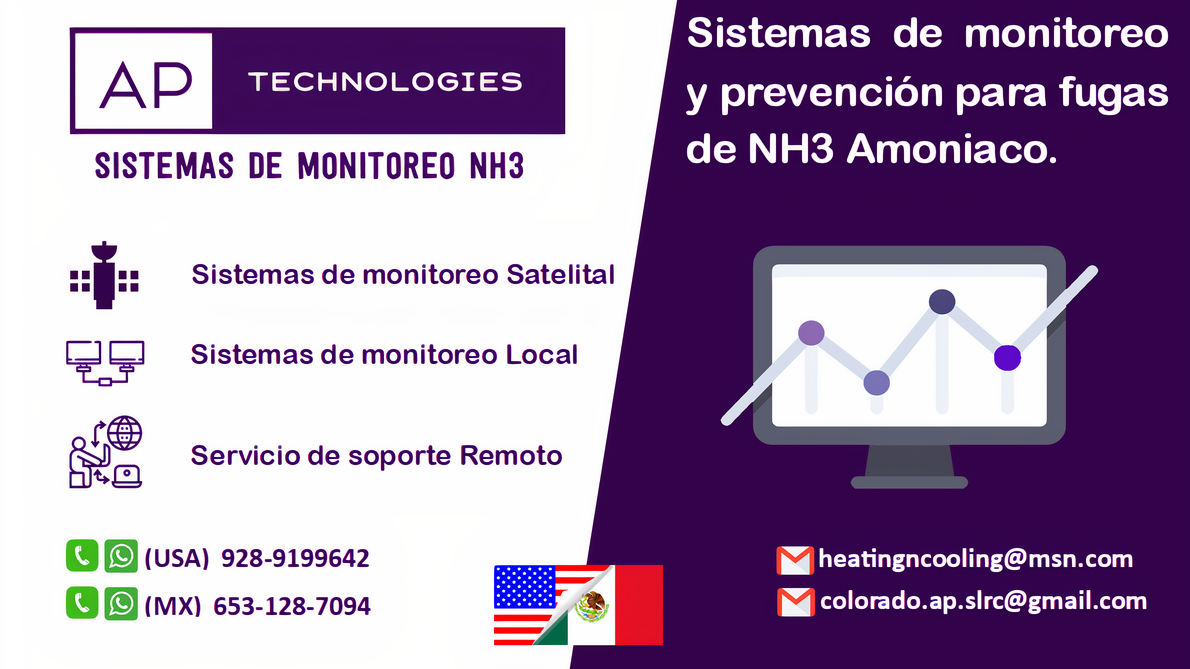 AP TECHNOLOGIES
SISTEMAS DE MONITOREO NH3
Sistemas de monitoreo Satelital
Sistemas de monitoreo Local
Servicio de soporte Remoto
(USA) 928-9199642
(MX) 653-128-7094
Sistemas de monitoreo
y prevención para fugas
de NH3 Amoniaco.
heatingncooling@msn.com
colorado.ap.slrc@gmail.com